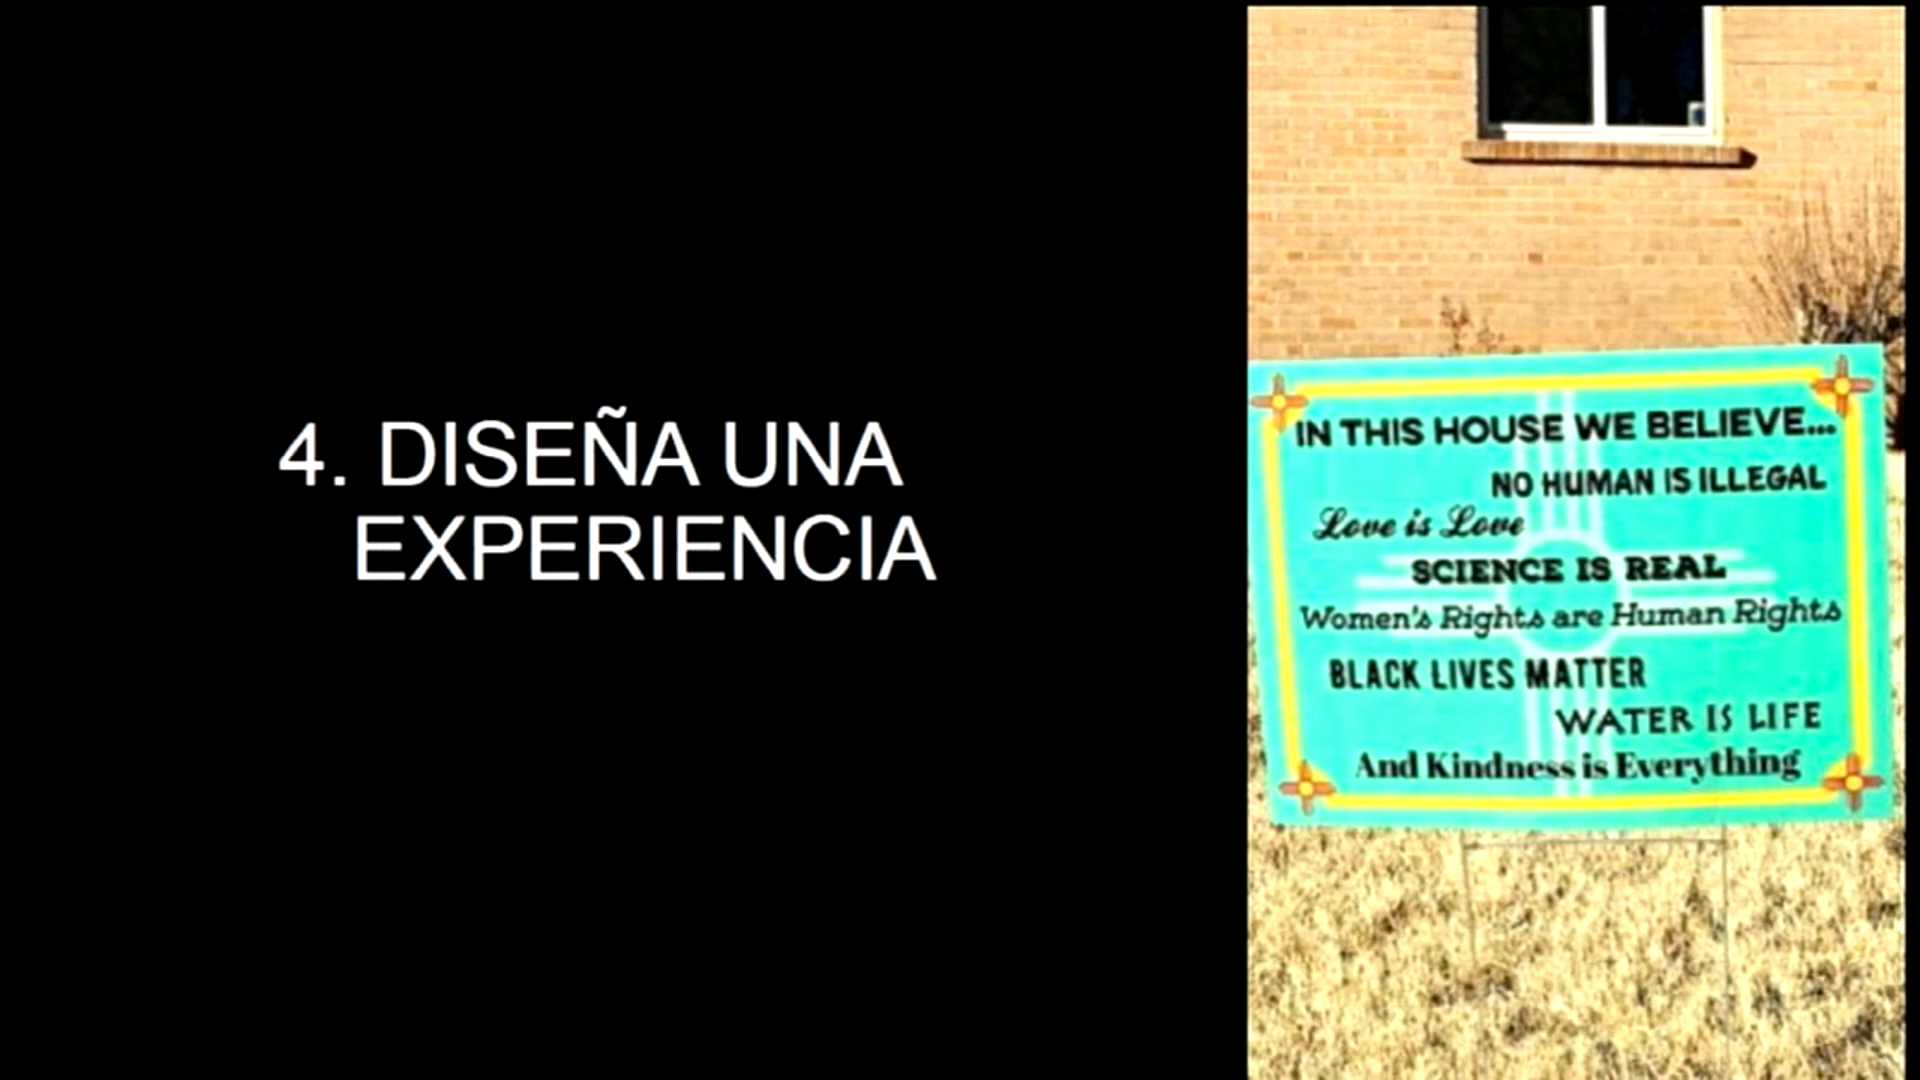 4. DISEÑA UNA
EXPERIENCIA
IN THIS HOUSE WE BELIEVE...
NO HUMAN IS ILLEGAL
Love is Love
SCIENCE IS REAL
Women's Rights are Human Rights
BLACK LIVES MATTER
WATER IS LIFE
And Kindness is Everything